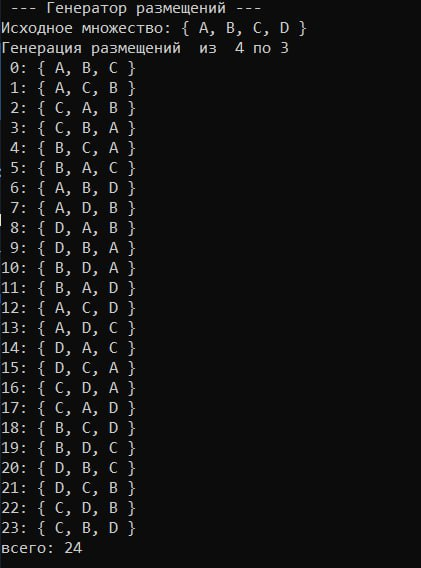 --- Генератор размещений ---
Исходное множество: { A, B, C, D }
Генерация размещений  из  4 по 3
 0: { A, B, C }
 1: { A, C, B }
 2: { C, A, B }
 3: { C, B, A }
 4: { B, C, A }
 5: { B, A, C }
 6: { A, B, D }
 7: { A, D, B }
 8: { D, A, B }
 9: { D, B, A }
10: { B, D, A }
11: { B, A, D }
12: { A, C, D }
13: { A, D, C }
14: { D, A, C }
15: { D, C, A }
16: { C, D, A }
17: { C, A, D }
18: { B, C, D }
19: { B, D, C }
20: { D, B, C }
21: { D, C, B }
22: { C, D, B }
23: { C, B, D }
всего: 24